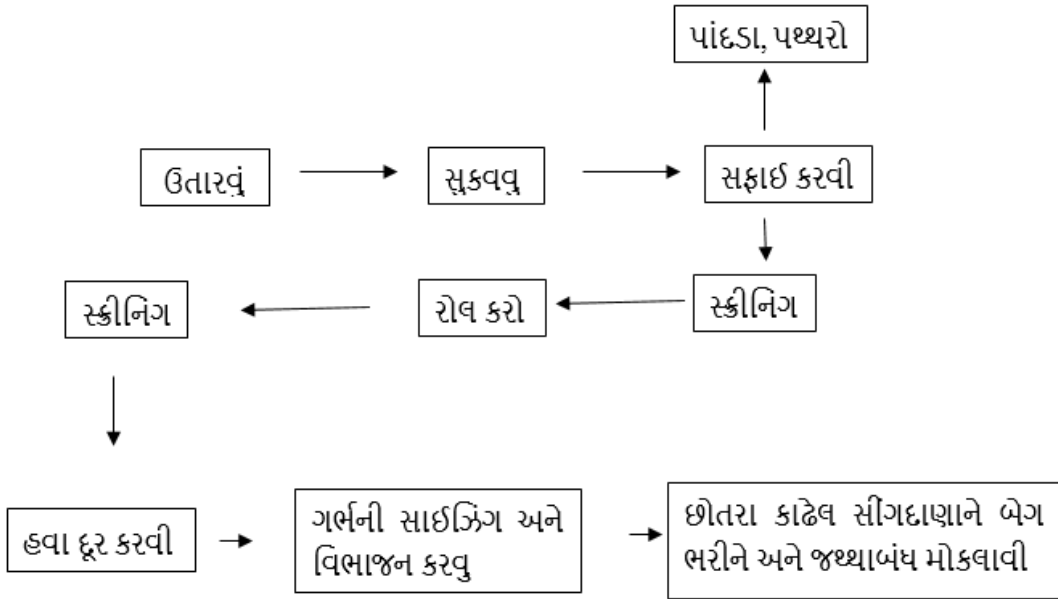 પાંદડા, પથ્થરો
ઉતારવું
સુકવવુ
સફાઈ કરવી
સ્ક્રીનિંગ
રોલ કરો
સ્ક્રીનિંગ
હવા દૂર કરવી
ગર્ભની સાઈઝિંગ અને
વિભાજન કરવુ
છોતરા કાઢેલ સીંગદાણાને બેગ
ભરીને અને જથ્થાબંધ મોકલાવી